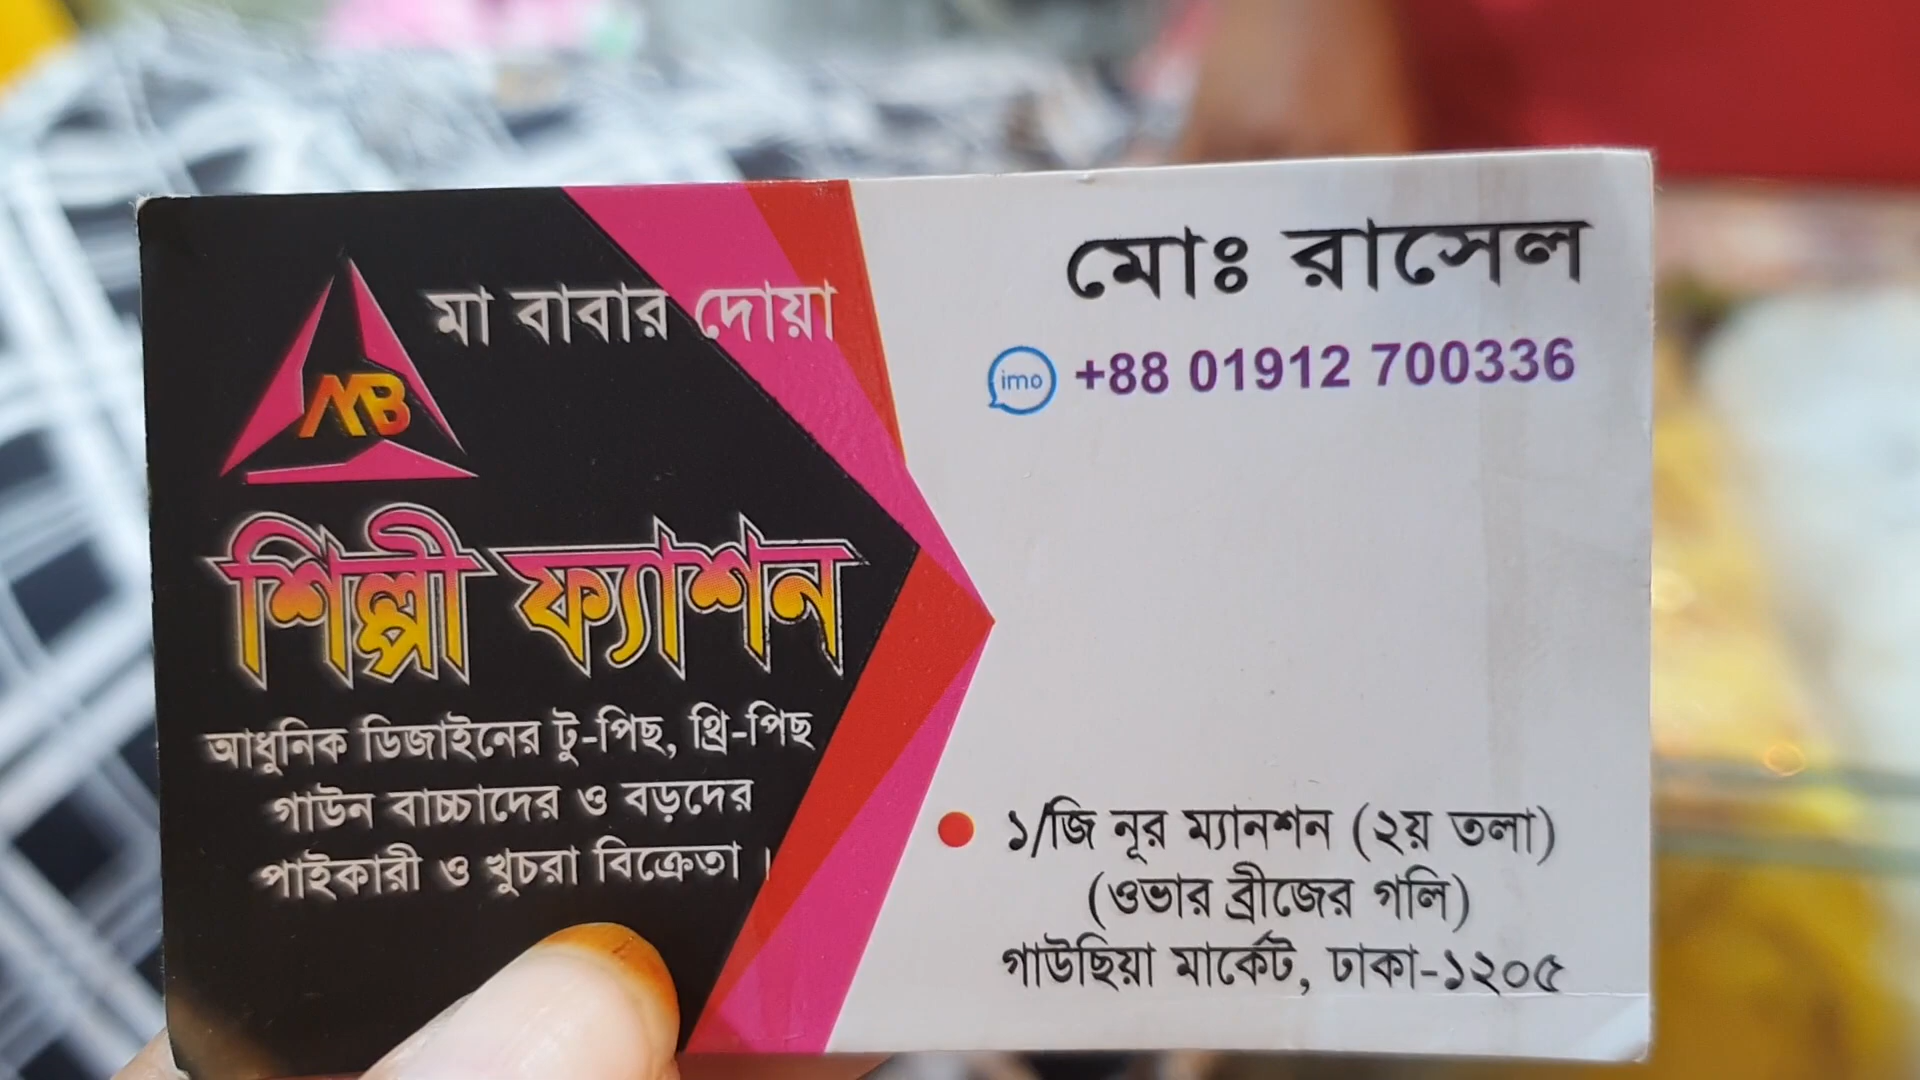 মা বাবার দোয়া
MB
শিল্পী ফ্যাশন
আধুনিক ডিজাইনের টু-পিছ, থ্রি-পিছ
গাউন বাচ্চাদের ও বড়দের
পাইকারী ও খুচরা বিক্রেতা ।
মোঃ রাসেল
imo +88 01912 700336
১/জি নূর ম্যানশন (২য় তলা)
(ওভার ব্রীজের গলি)
গাউছিয়া মার্কেট, ঢাকা-১২০৫